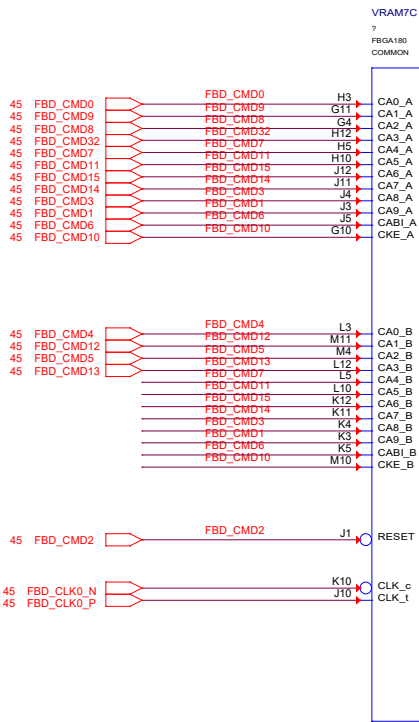 VRAM7C
?
FBGA180
COMMON
45 FBD_CMD0 FBD_CMD0 H3 CA0_A
45 FBD_CMD9 FBD_CMD9 G11 CA1_A
45 FBD_CMD8 FBD_CMD8 G4 CA2_A
45 FBD_CMD32 FBD_CMD32 H12 CA3_A
45 FBD_CMD7 FBD_CMD7 H5 CA4_A
45 FBD_CMD11 FBD_CMD11 H10 CA5_A
45 FBD_CMD15 FBD_CMD15 J12 CA6_A
45 FBD_CMD14 FBD_CMD14 J11 CA7_A
45 FBD_CMD3 FBD_CMD3 J4 CA8_A
45 FBD_CMD1 FBD_CMD1 J3 CA9_A
45 FBD_CMD6 FBD_CMD6 J5 CABI_A
45 FBD_CMD10 FBD_CMD10 G10 CKE_A
45 FBD_CMD4 FBD_CMD4 L3 CA0_B
45 FBD_CMD12 FBD_CMD12 M11 CA1_B
45 FBD_CMD5 FBD_CMD5 M4 CA2_B
45 FBD_CMD13 FBD_CMD13 L12 CA3_B
FBD_CMD7 L5 CA4_B
FBD_CMD11 L10 CA5_B
FBD_CMD15 K12 CA6_B
FBD_CMD14 K11 CA7_B
FBD_CMD3 K4 CA8_B
FBD_CMD1 K3 CA9_B
FBD_CMD6 K5 CABI_B
FBD_CMD10 M10 CKE_B
45 FBD_CMD2 FBD_CMD2 J1 RESET
45 FBD_CLK0_N K10 CLK_c
45 FBD_CLK0_P J10 CLK_t